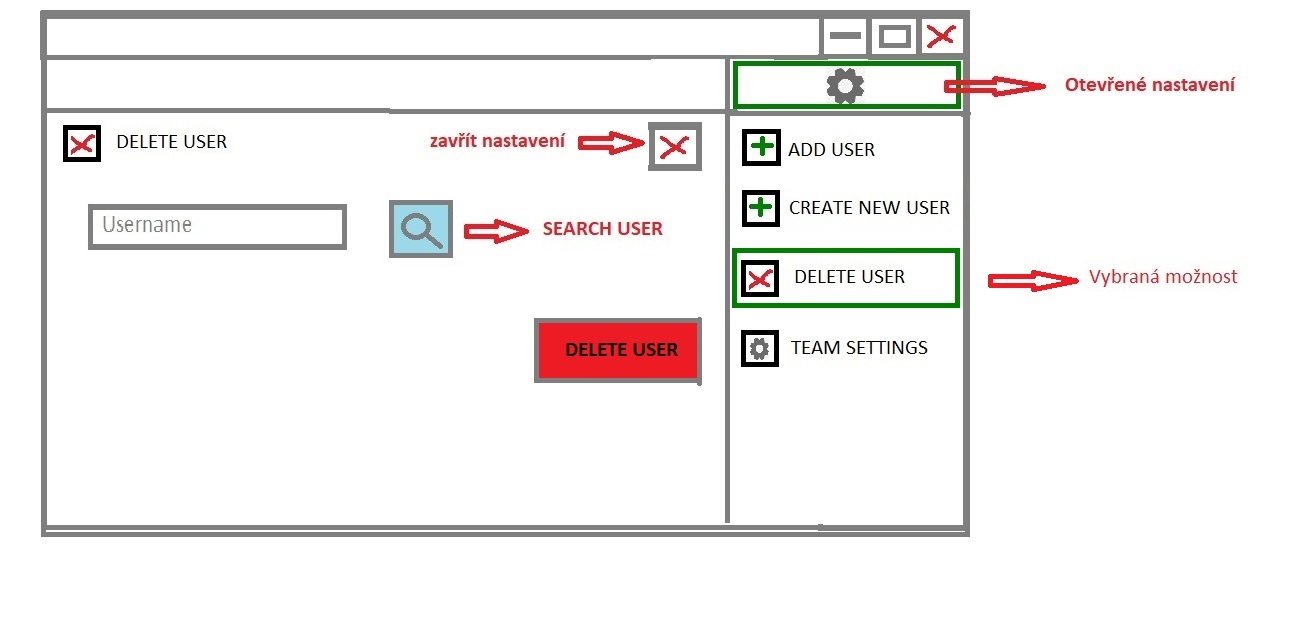 Otevřené nastavení
DELETE USER
zavřít nastavení
ADD USER
Username
SEARCH USER
CREATE NEW USER
DELETE USER
Vybraná možnost
DELETE USER
TEAM SETTINGS